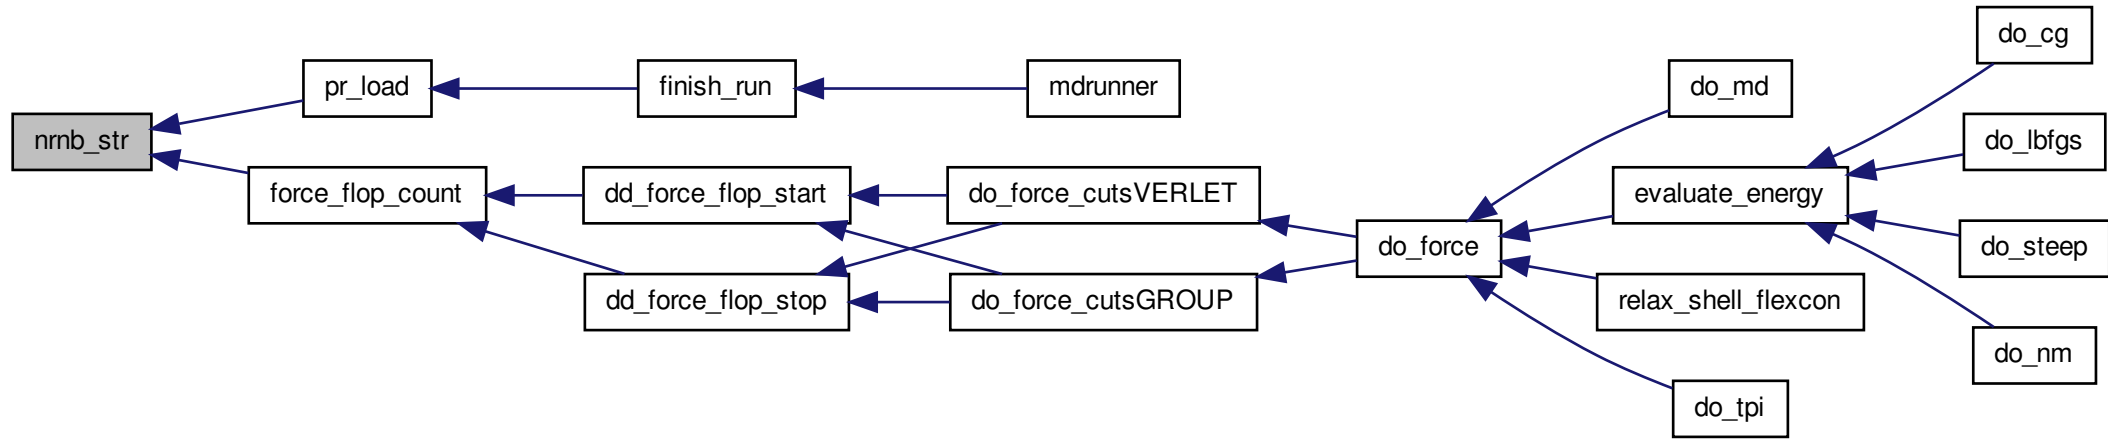 nrnb_str
pr_load
finish_run
mdrunner
force_flop_count
dd_force_flop_start
dd_force_flop_stop
do_force_cutsVERLET
do_force_cutsGROUP
do_force
do_md
evaluate_energy
relax_shell_flexcon
do_tpi
do_cg
do_lbfgs
do_steep
do_nm